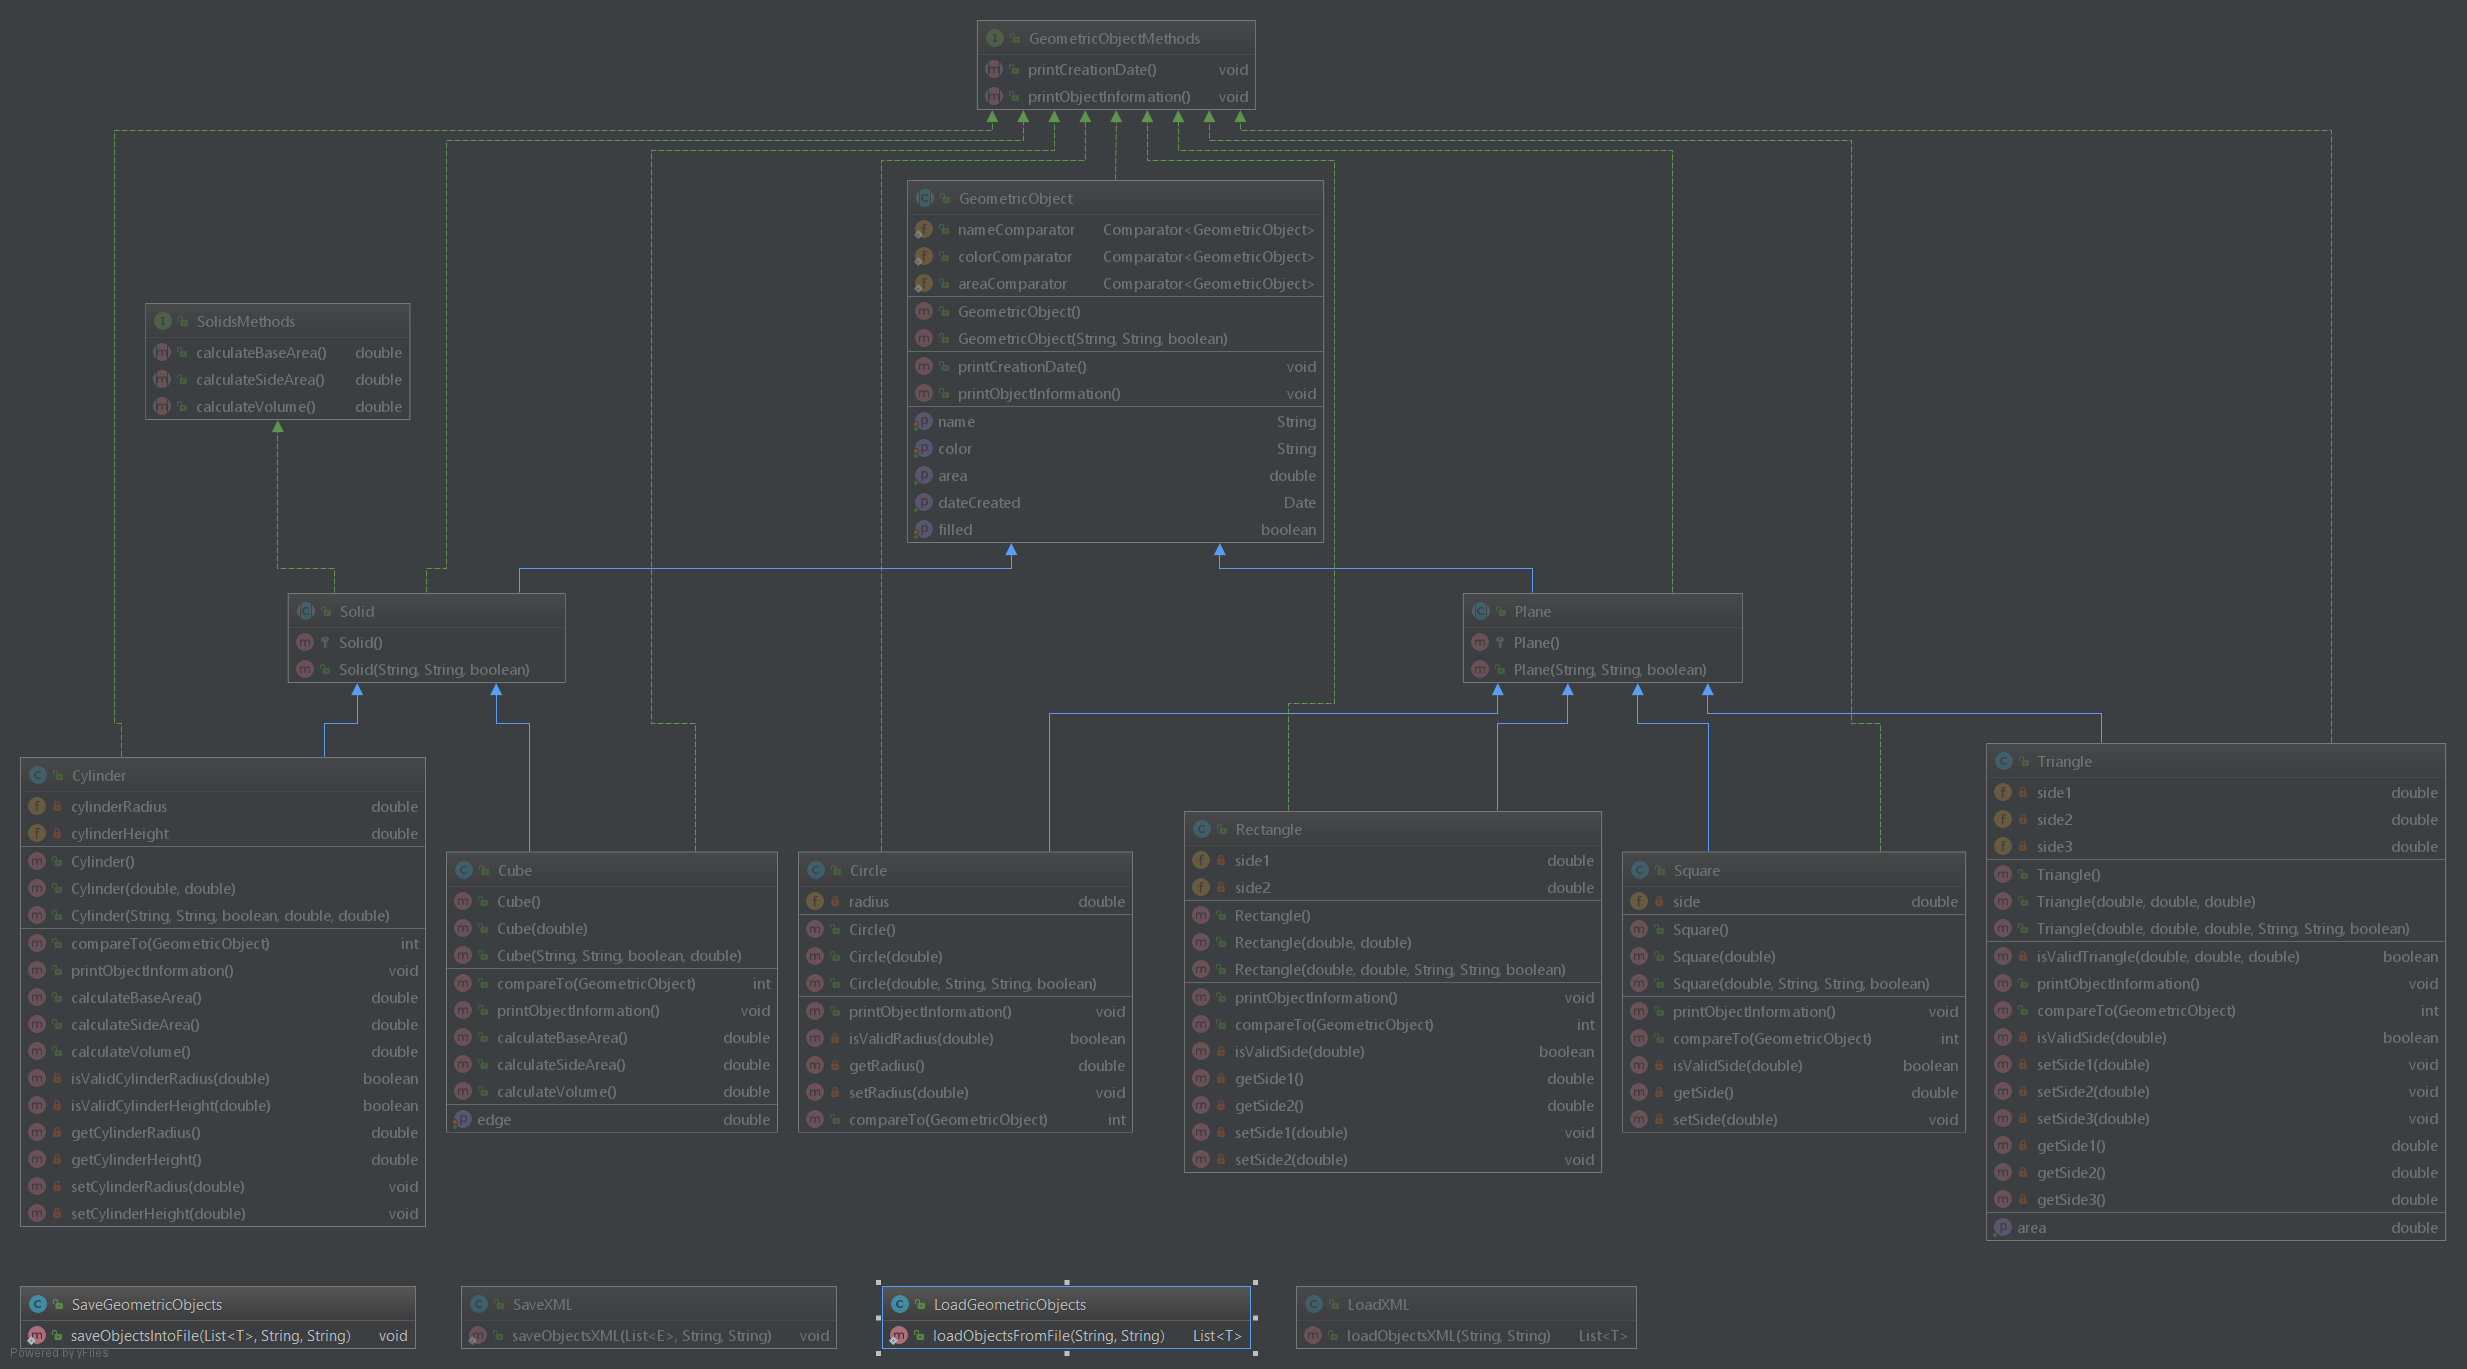 GeometricObjectMethods
printCreationDate() void
printObjectInformation() void
GeometricObject
nameComparator Comparator<GeometricObject>
colorComparator Comparator<GeometricObject>
areaComparator Comparator<GeometricObject>
GeometricObject()
GeometricObject(String, String, boolean)
printCreationDate() void
printObjectInformation() void
name String
color String
area double
dateCreated Date
filled boolean
SolidsMethods
calculateBaseArea() double
calculateSideArea() double
calculateVolume() double
Solid
Solid()
Solid(String, String, boolean)
Plane
Plane()
Plane(String, String, boolean)
Cylinder
cylinderRadius double
cylinderHeight double
Cylinder()
Cylinder(double, double)
Cylinder(String, String, boolean, double, double)
compareTo(GeometricObject) int
printObjectInformation() void
calculateBaseArea() double
calculateSideArea() double
calculateVolume() double
isValidCylinderRadius(double) boolean
isValidCylinderHeight(double) boolean
getCylinderRadius() double
getCylinderHeight() double
setCylinderRadius(double) void
setCylinderHeight(double) void
Cube
Cube()
Cube(double)
Cube(String, String, boolean, double)
compareTo(GeometricObject) int
printObjectInformation() void
calculateBaseArea() double
calculateSideArea() double
calculateVolume() double
edge double
Circle
radius double
Circle()
Circle(double)
Circle(double, String, String, boolean)
printObjectInformation() void
isValidRadius(double) boolean
getRadius() double
setRadius(double) void
compareTo(GeometricObject) int
Rectangle
side1 double
side2 double
Rectangle()
Rectangle(double, double)
Rectangle(double, double, String, String, boolean)
printObjectInformation() void
compareTo(GeometricObject) int
isValidSide(double) boolean
getSide1() double
getSide2() double
setSide1(double) void
setSide2(double) void
Square
side double
Square()
Square(double)
Square(double, String, String, boolean)
printObjectInformation() void
compareTo(GeometricObject) int
isValidSide(double) boolean
getSide() double
setSide(double) void
Triangle
side1 double
side2 double
side3 double
Triangle()
Triangle(double, double, double)
Triangle(double, double, double, String, String, boolean)
isValidTriangle(double, double, double) boolean
printObjectInformation() void
compareTo(GeometricObject) int
isValidSide(double) boolean
setSide1(double) void
setSide2(double) void
setSide3(double) void
getSide1() double
getSide2() double
getSide3() double
area double
SaveGeometricObjects
saveObjectsIntoFile(List<T>, String, String) void
SaveXML
saveObjectsXML(List<E>, String, String) void
LoadGeometricObjects
loadObjectsFromFile(String, String) List<T>
LoadXML
loadObjectsXML(String, String) List<T>
Powered by yFiles